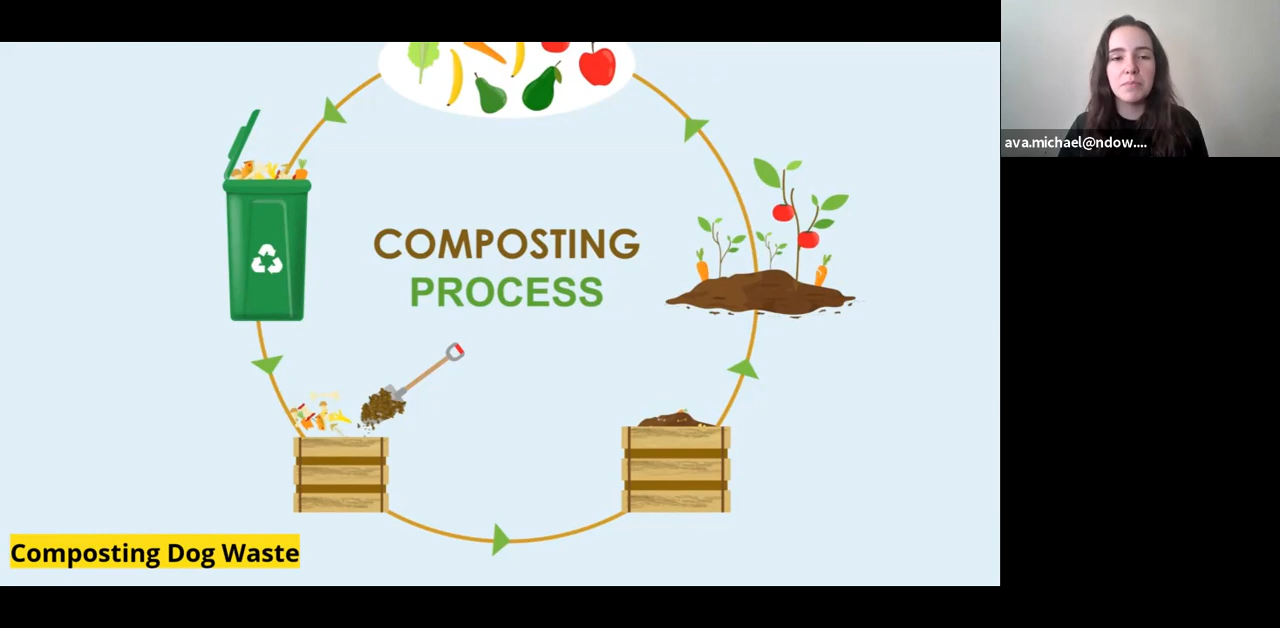 ava.michael@ndow....
COMPOSTING
PROCESS
Composting Dog Waste